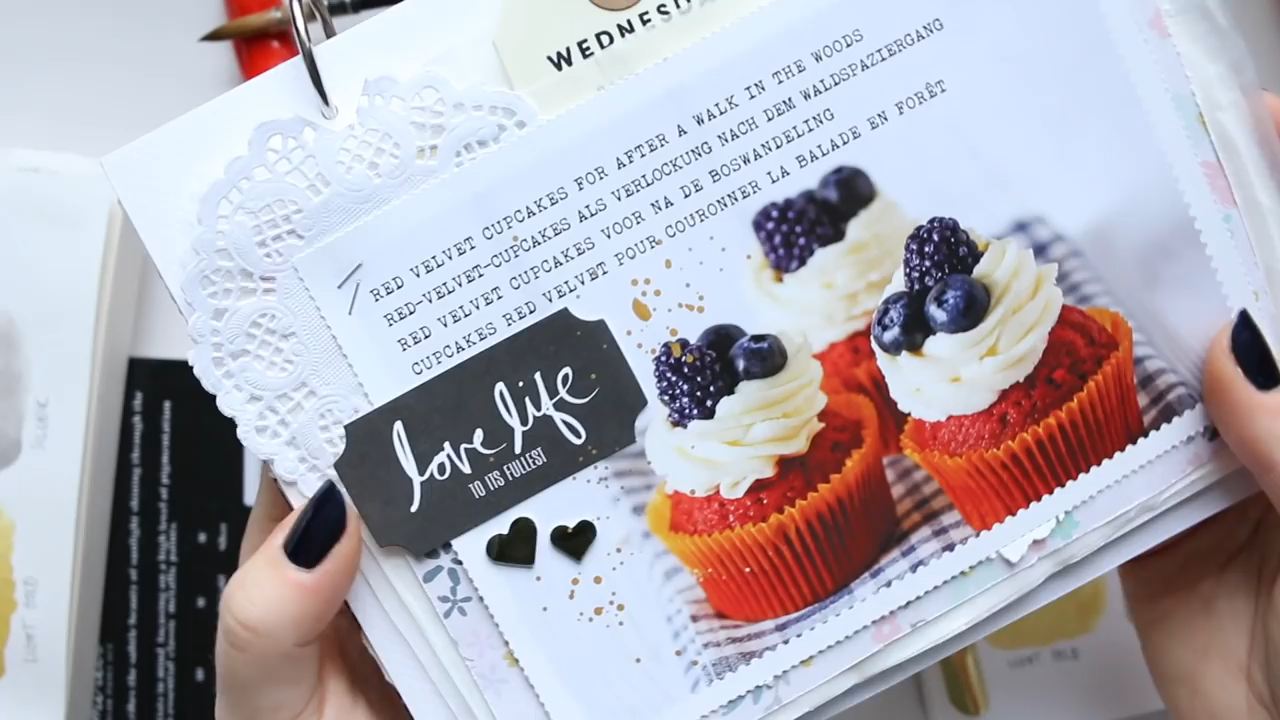 WEDNESD
RED VELVET CUPCAKES FOR AFTER A WALK IN THE WOODS
RED-VELVET-CUPCAKES ALS VERLOCKUNG NACH DEM WALDSPAZIERGANG
RED VELVET CUPCAKES VOOR NA DE BOSWANDELING
CUPCAKES RED VELVET POUR COURONNER LA BALADE EN FORÊT
love life
TO ITS FULLEST
LIGHT GOLD